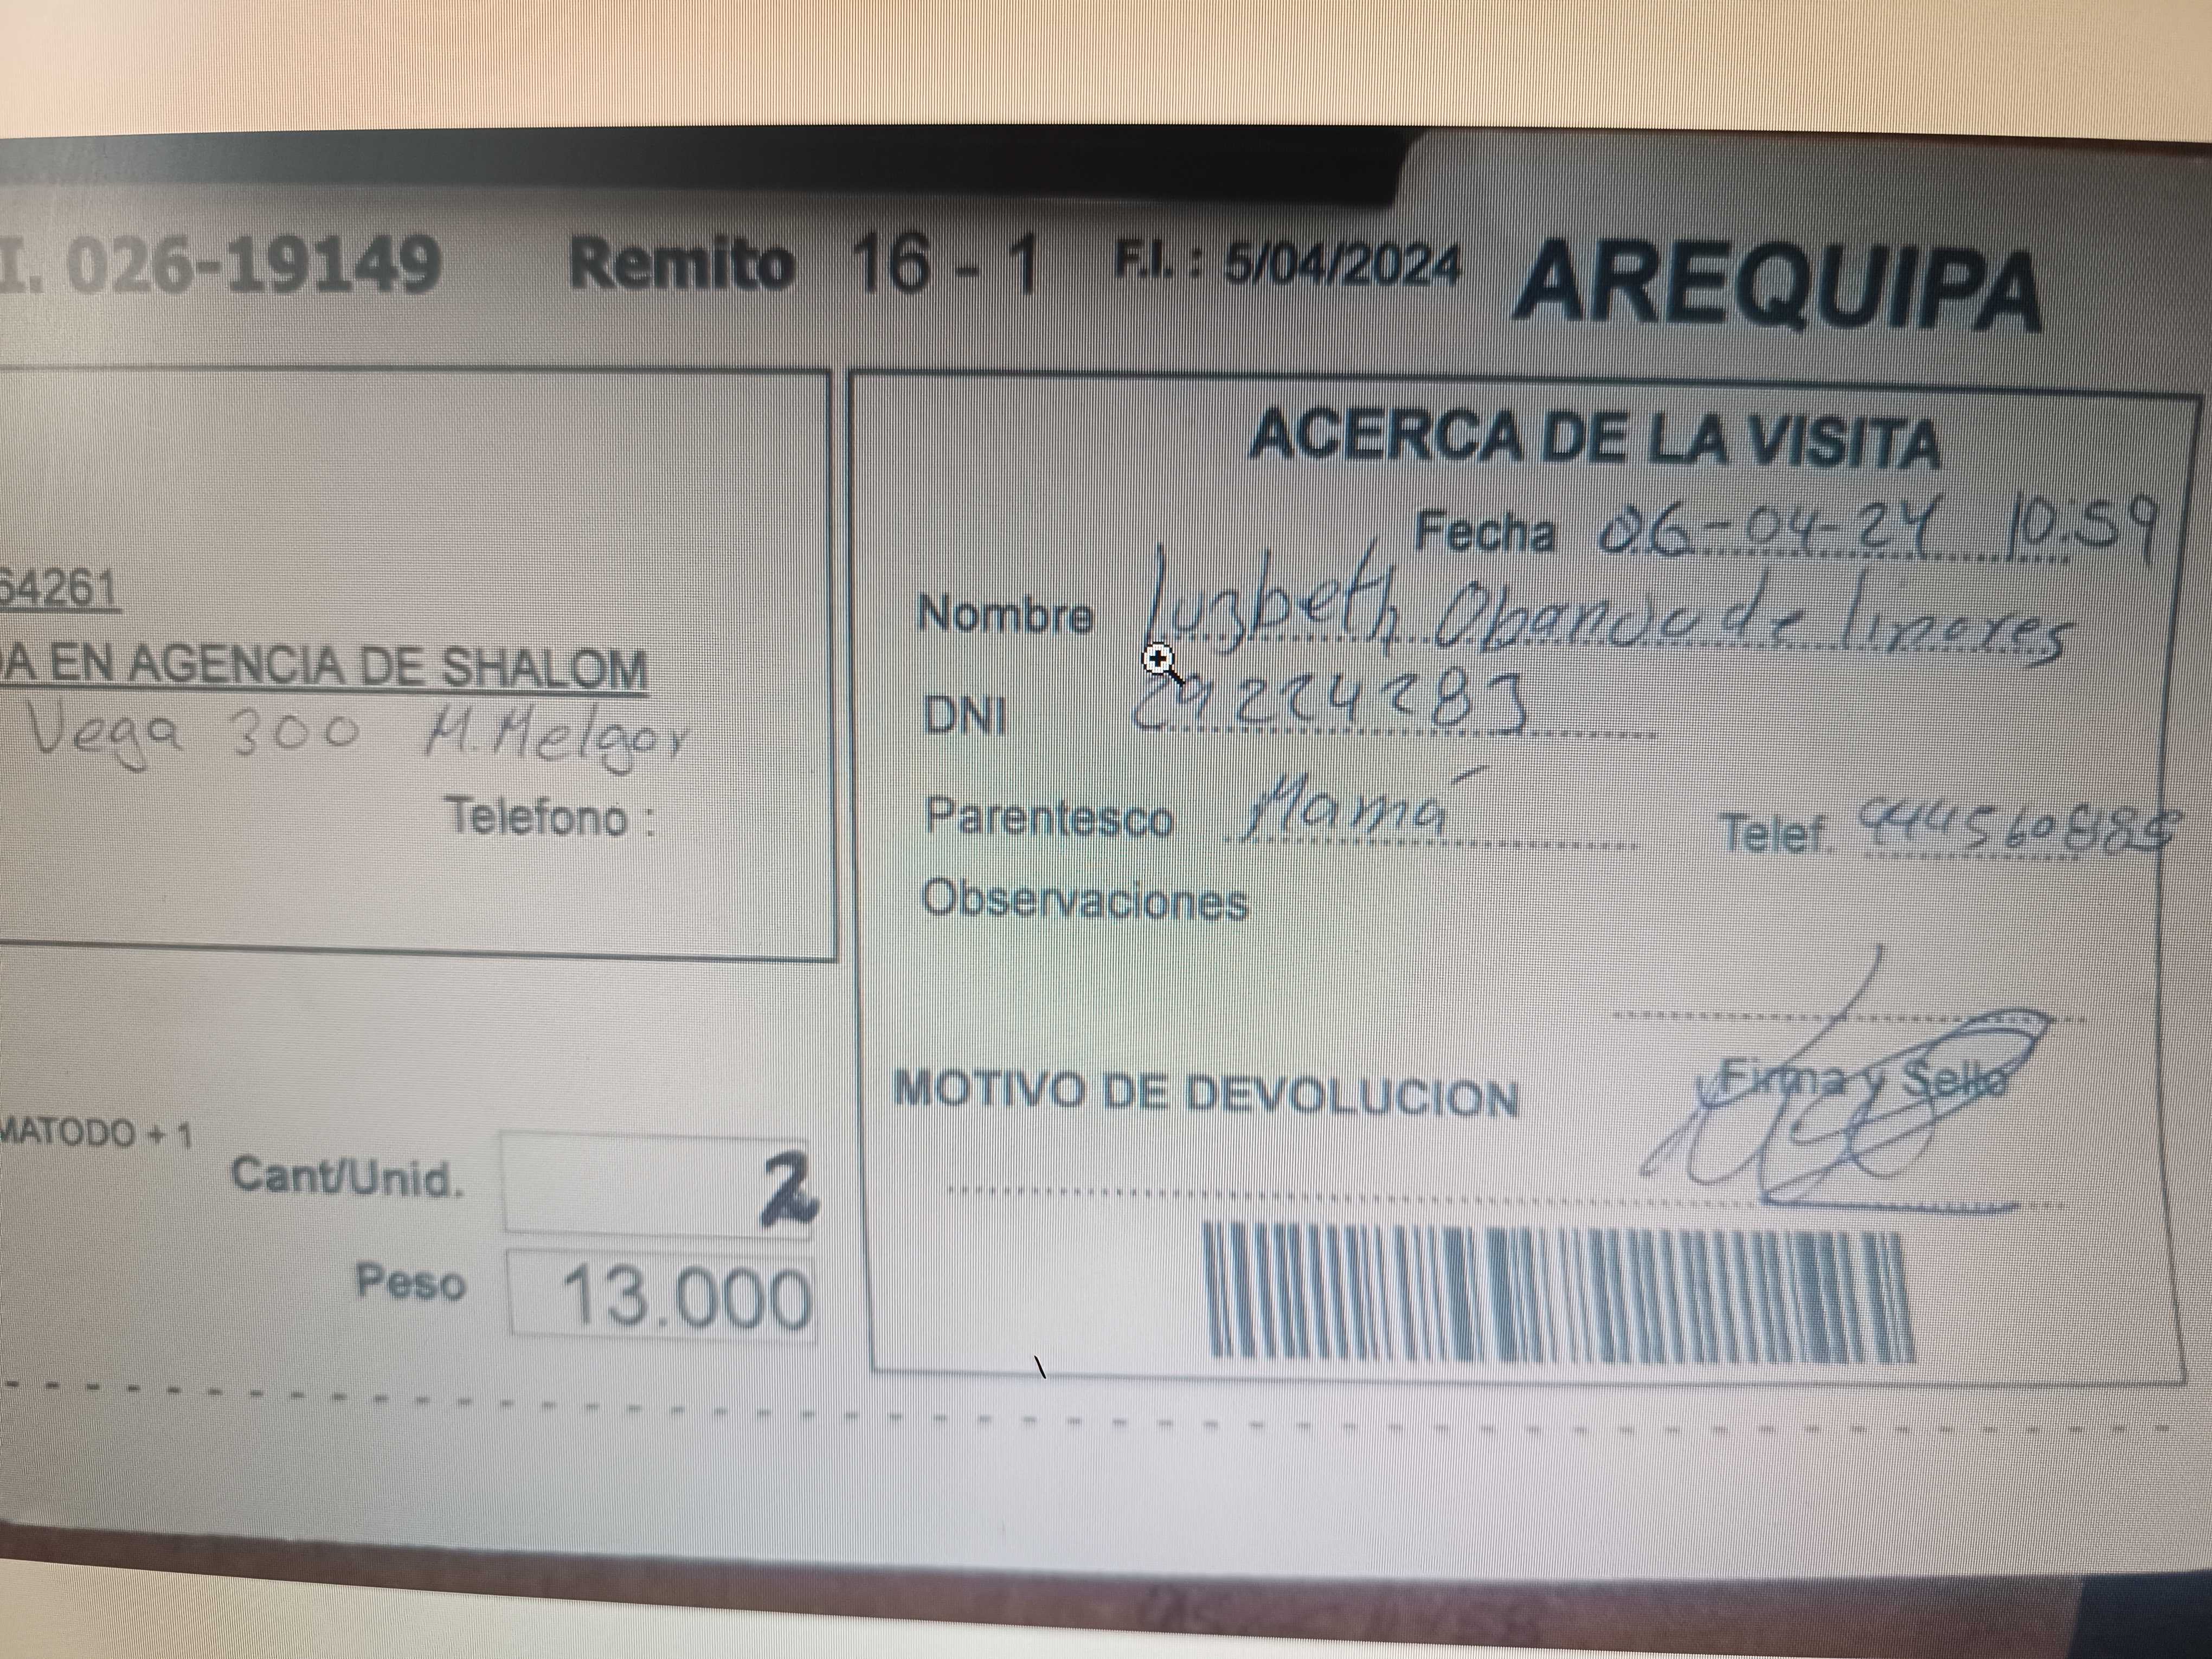 I. 026-19149 Remito 16 - 1 F.I. : 5/04/2024 AREQUIPA
64261
DA EN AGENCIA DE SHALOM
Vega 300 M. Melgar
Telefono :
MATODO + 1
Cant/Unid. 2
Peso 13.000
ACERCA DE LA VISITA
Fecha 06-04-24 10:59
Nombre Luzbeth Obando de linares
DNI 29224283
Parentesco Mamá Telef.
Observaciones
Firma y Sello
MOTIVO DE DEVOLUCION